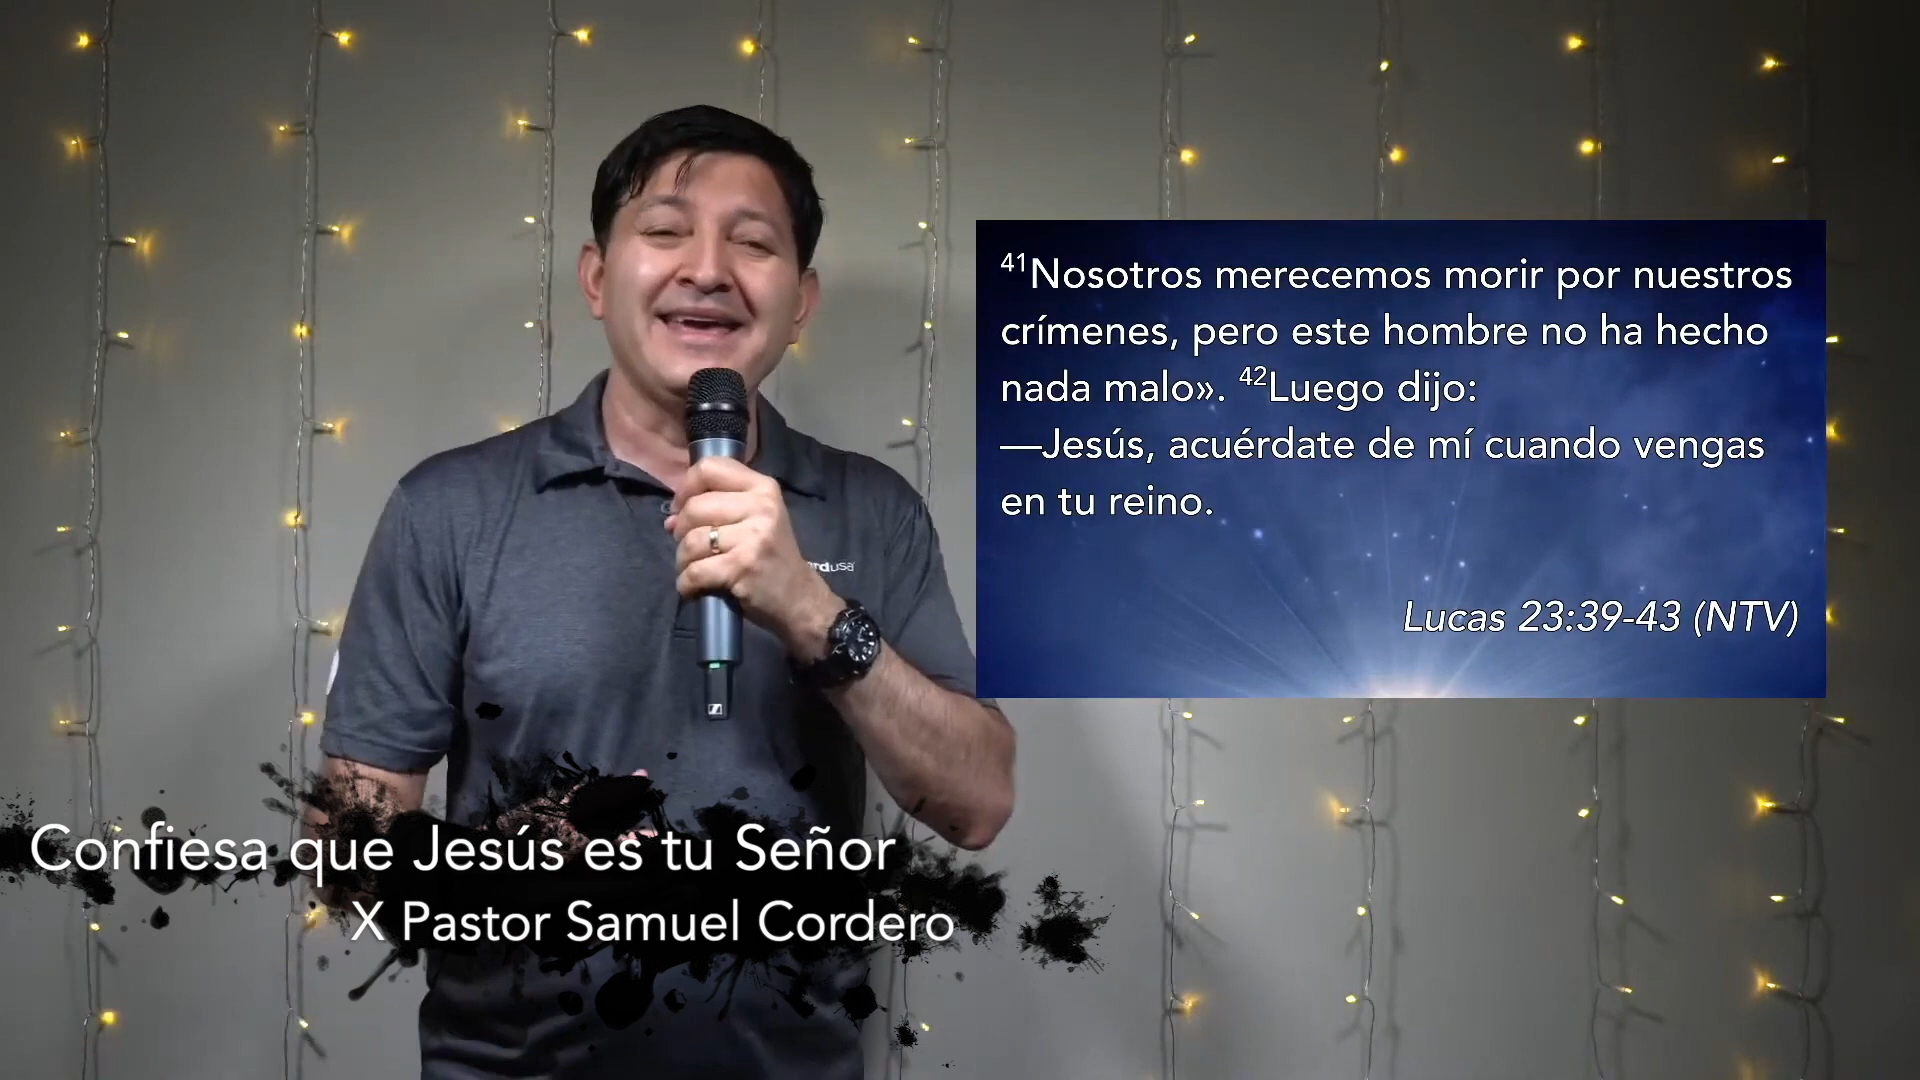 ⁴¹Nosotros merecemos morir por nuestros
crímenes, pero este hombre no ha hecho
nada malo». ⁴²Luego dijo:
—Jesús, acuérdate de mí cuando vengas
en tu reino.
Lucas 23:39-43 (NTV)
Confiesa que Jesús es tu Señor
X Pastor Samuel Cordero